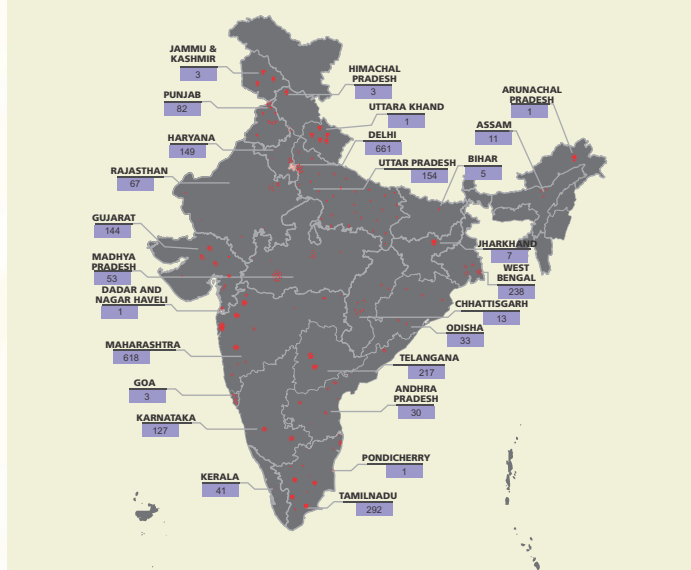 JAMMU &
KASHMIR
3
HIMACHAL
PRADESH
3
PUNJAB
82
UTTARA KHAND
1
ARUNACHAL
PRADESH
1
ASSAM
11
HARYANA
149
DELHI
661
RAJASTHAN
67
UTTAR PRADESH
154
BIHAR
5
GUJARAT
144
JHARKHAND
7
MADHYA
PRADESH
53
WEST
BENGAL
238
DADAR AND
NAGAR HAVELI
1
CHHATTISGARH
13
ODISHA
33
MAHARASHTRA
618
TELANGANA
217
GOA
3
ANDHRA
PRADESH
30
KARNATAKA
127
PONDICHERRY
1
KERALA
41
TAMILNADU
292